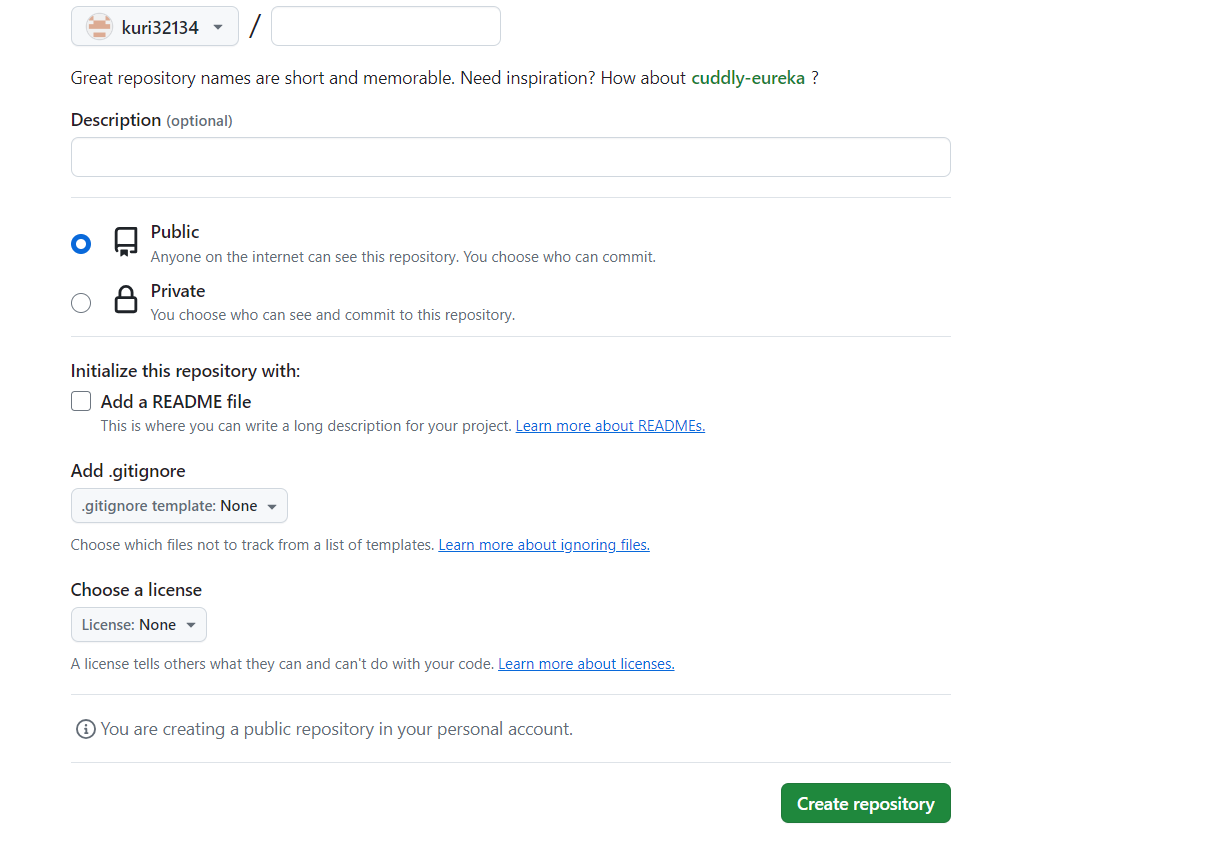 kuri32134 /
Great repository names are short and memorable. Need inspiration? How about cuddly-eureka ?
Description (optional)
Public
Anyone on the internet can see this repository. You choose who can commit.
Private
You choose who can see and commit to this repository.
Initialize this repository with:
Add a README file
This is where you can write a long description for your project. Learn more about READMEs.
Add .gitignore
.gitignore template: None
Choose which files not to track from a list of templates. Learn more about ignoring files.
Choose a license
License: None
A license tells others what they can and can't do with your code. Learn more about licenses.
You are creating a public repository in your personal account.
Create repository